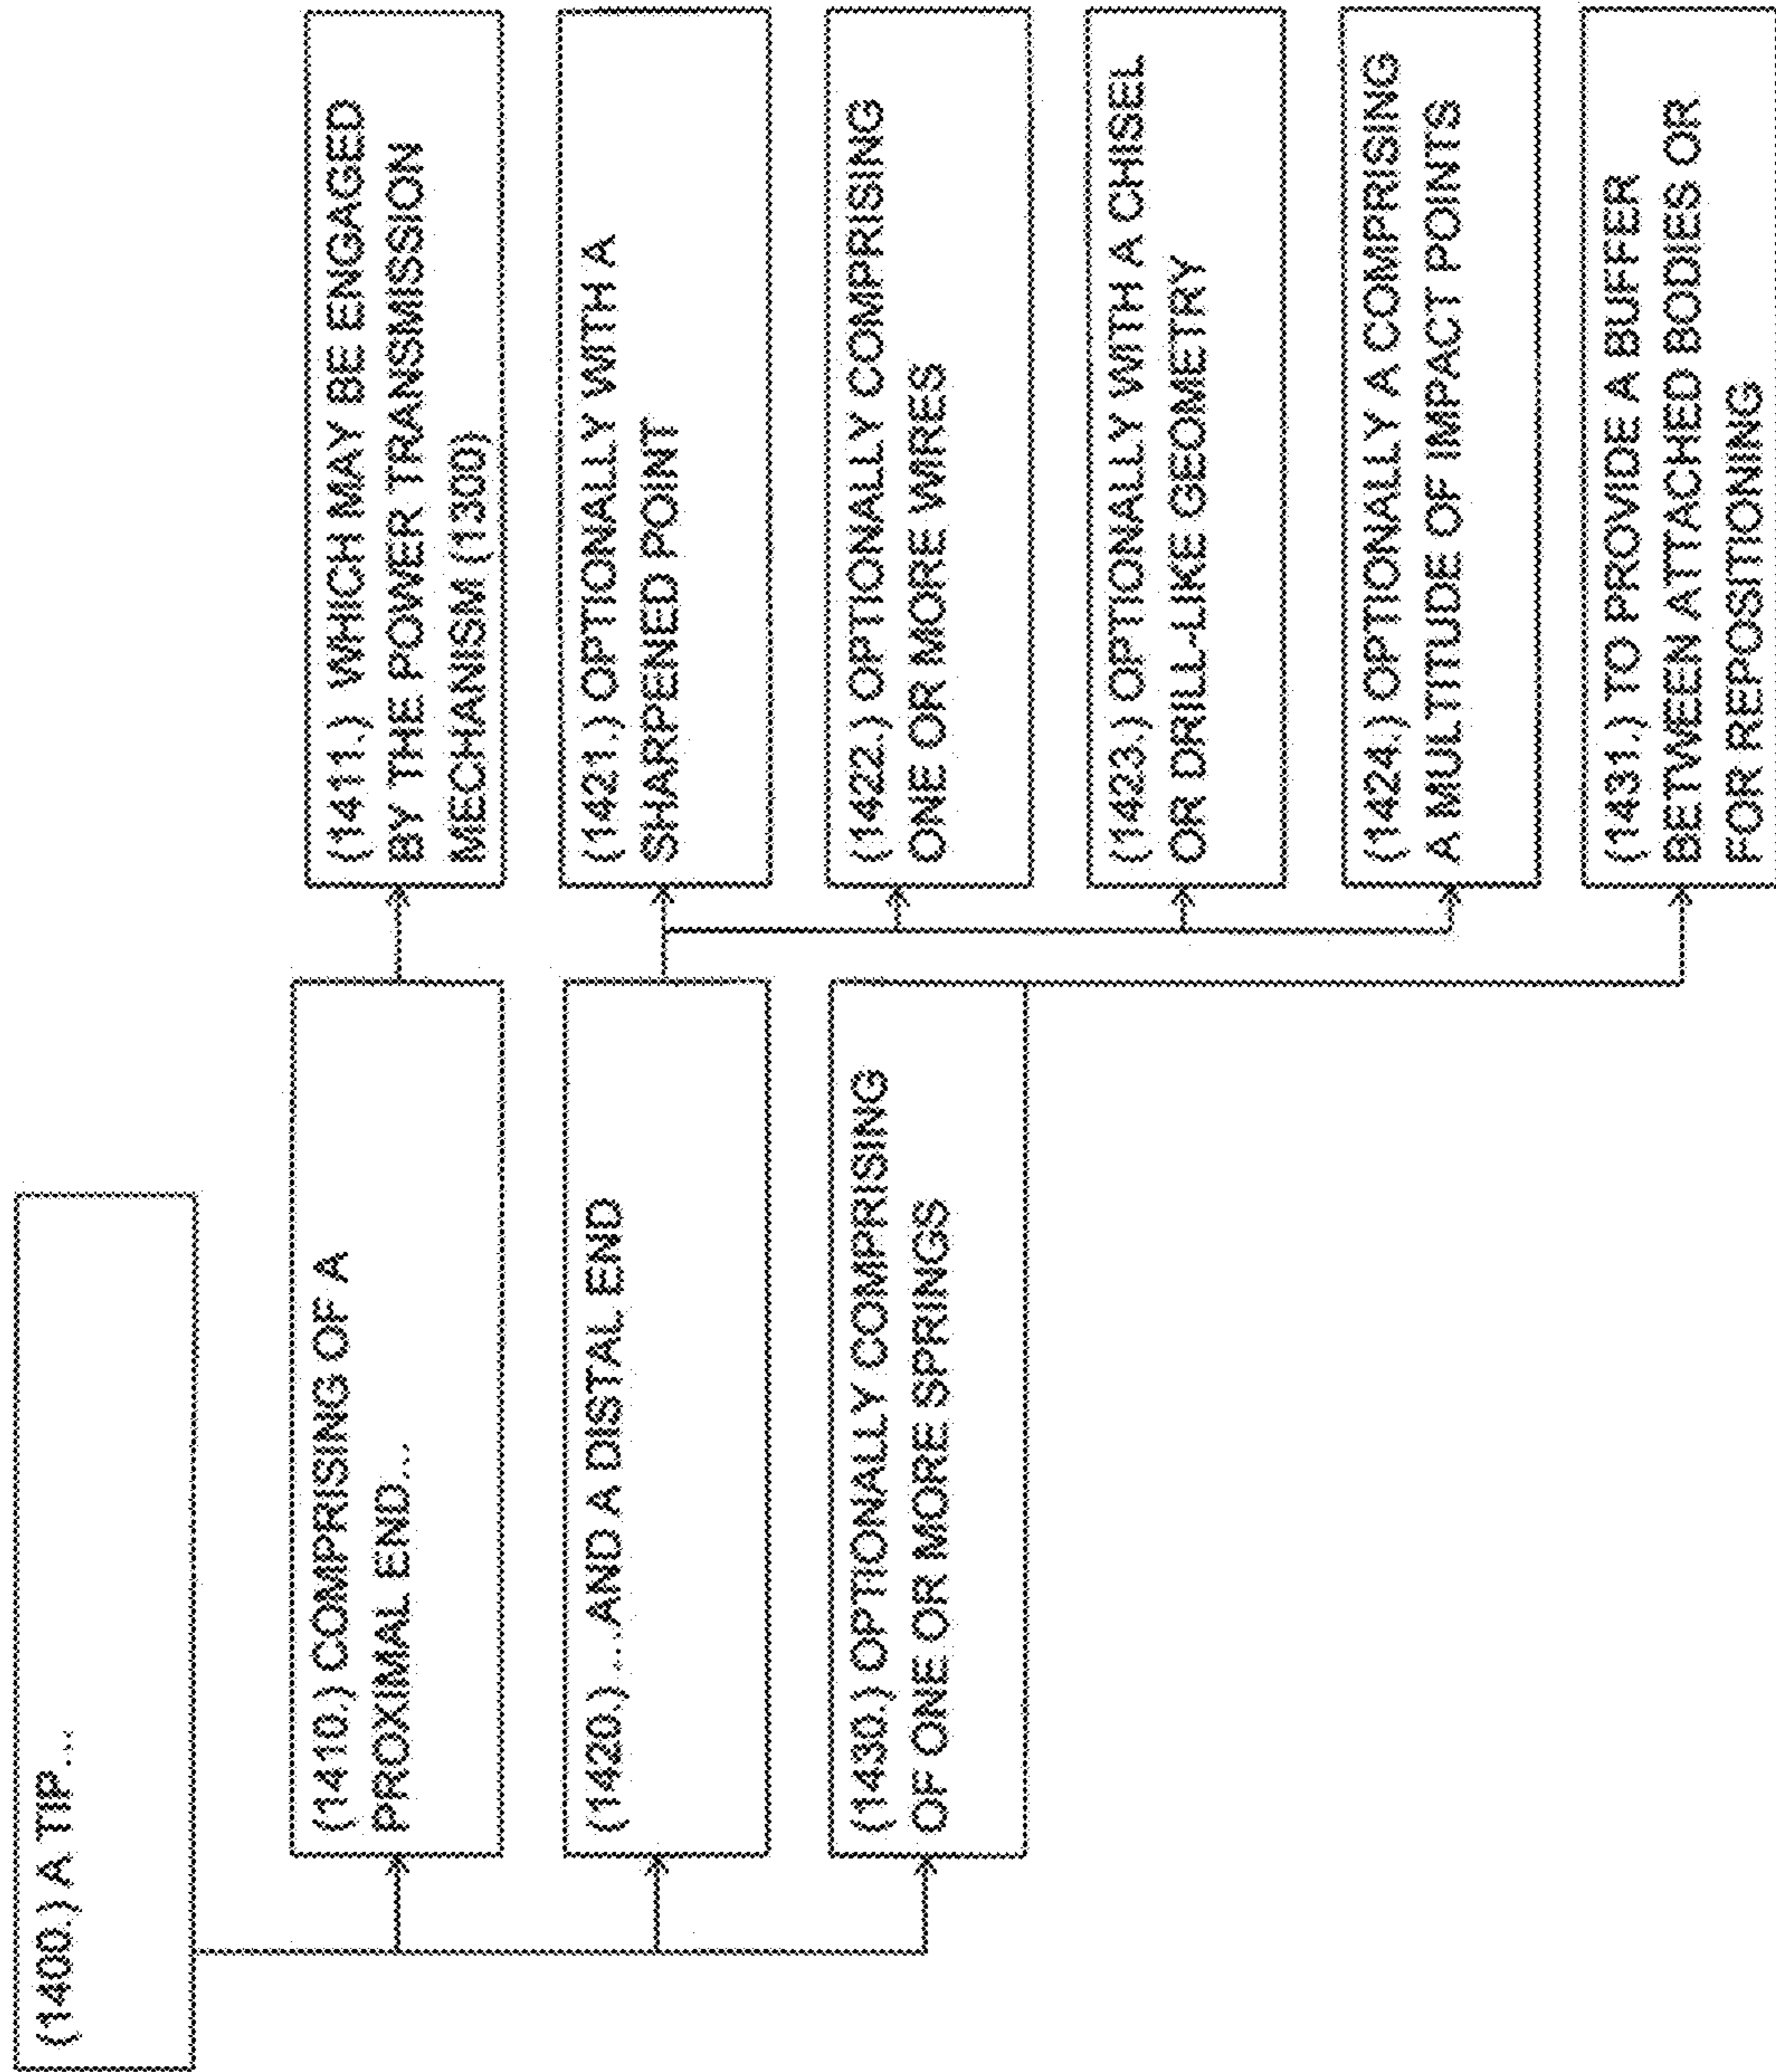 (1400.) A TIP...
(1410.) COMPRISING OF A
PROXIMAL END...
(1411.) WHICH MAY BE ENGAGED
BY THE POWER TRANSMISSION
MECHANISM (1300)
(1420.) ...AND A DISTAL END
(1421.) OPTIONALLY WITH A
SHARPENED POINT
(1422.) OPTIONALLY COMPRISING
ONE OR MORE WIRES
(1423.) OPTIONALLY WITH A CHISEL
OR DRILL-LIKE GEOMETRY
(1424.) OPTIONALLY A COMPRISING
A MULTITUDE OF IMPACT POINTS
(1430.) OPTIONALLY COMPRISING
OF ONE OR MORE SPRINGS
(1431.) TO PROVIDE A BUFFER
BETWEEN ATTACHED BODIES OR
FOR REPOSITIONING